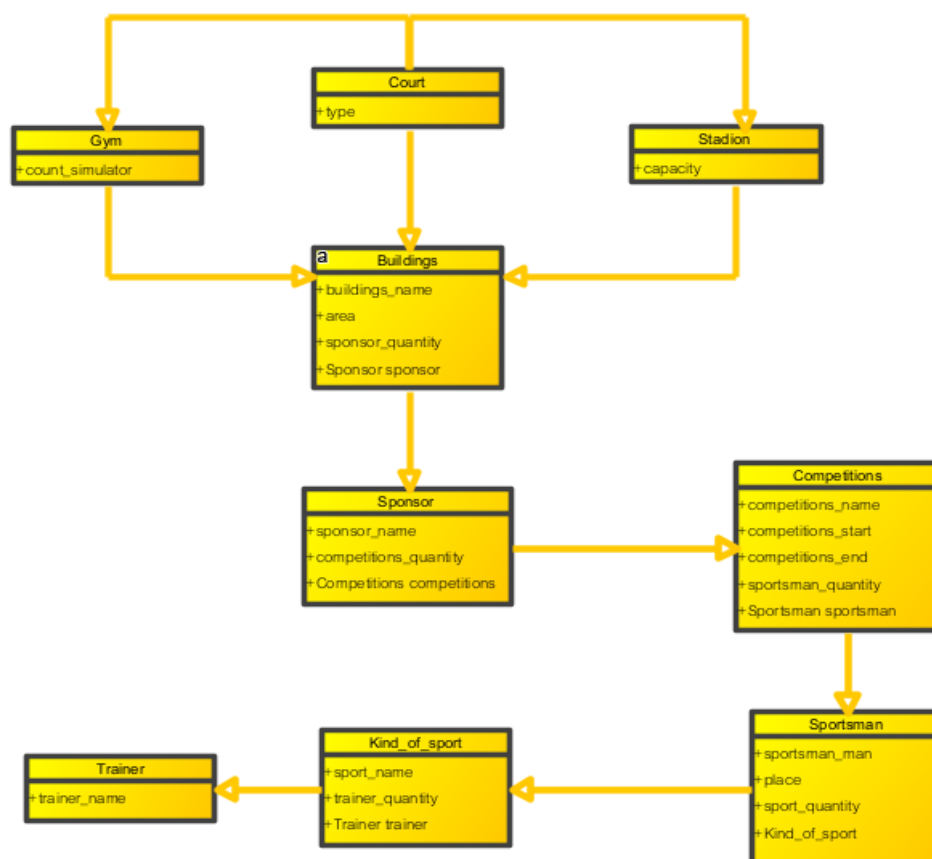 Court
+type
Gym
+count_simulator
Stadion
+capacity
a
Buildings
+buildings_name
+area
+sponsor_quantity
+Sponsor sponsor
Sponsor
+sponsor_name
+competitions_quantity
+Competitions competitions
Competitions
+competitions_name
+competitions_start
+competitions_end
+sportsman_quantity
+Sportsman sportsman
Sportsman
+sportsman_man
+place
+sport_quantity
+Kind_of_sport
Kind_of_sport
+sport_name
+trainer_quantity
+Trainer trainer
Trainer
+trainer_name